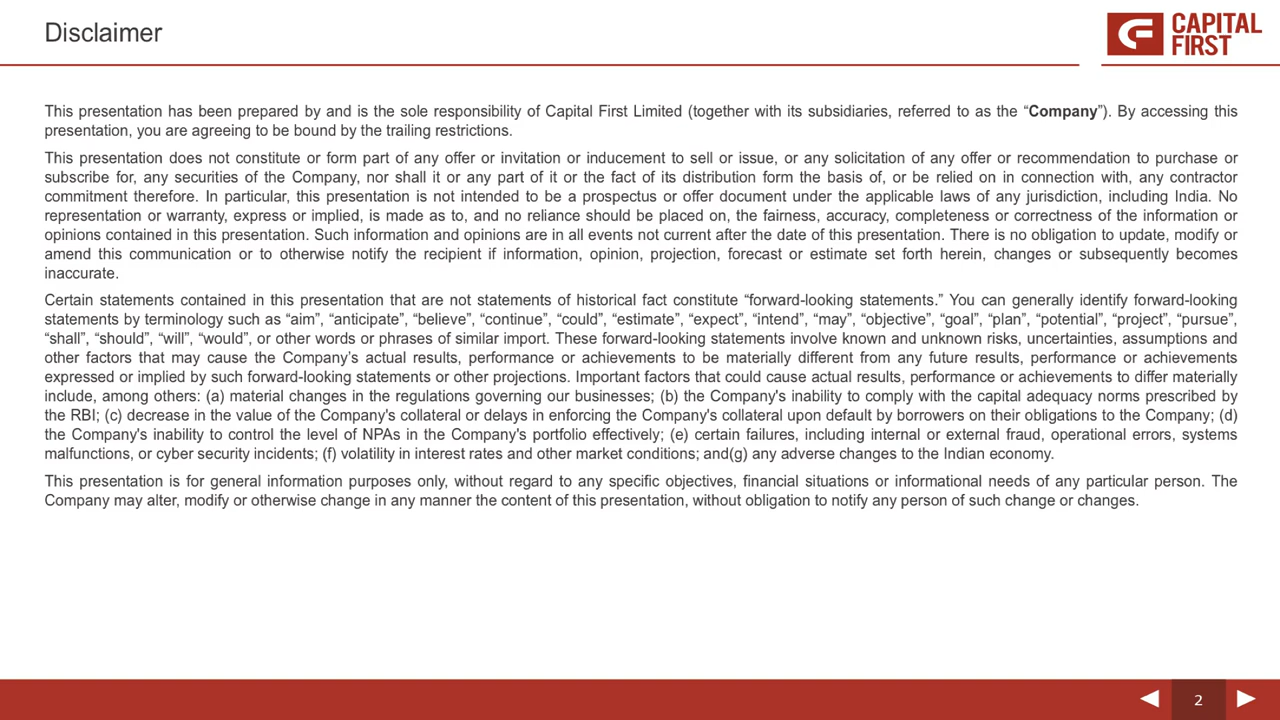 Disclaimer
CAPITAL
FIRST
This presentation has been prepared by and is the sole responsibility of Capital First Limited (together with its subsidiaries, referred to as the “Company”). By accessing this
presentation, you are agreeing to be bound by the trailing restrictions.
This presentation does not constitute or form part of any offer or invitation or inducement to sell or issue, or any solicitation of any offer or recommendation to purchase or
subscribe for, any securities of the Company, nor shall it or any part of it or the fact of its distribution form the basis of, or be relied on in connection with, any contractor
commitment therefore. In particular, this presentation is not intended to be a prospectus or offer document under the applicable laws of any jurisdiction, including India. No
representation or warranty, express or implied, is made as to, and no reliance should be placed on, the fairness, accuracy, completeness or correctness of the information or
opinions contained in this presentation. Such information and opinions are in all events not current after the date of this presentation. There is no obligation to update, modify or
amend this communication or to otherwise notify the recipient if information, opinion, projection, forecast or estimate set forth herein, changes or subsequently becomes
inaccurate.
Certain statements contained in this presentation that are not statements of historical fact constitute “forward-looking statements.” You can generally identify forward-looking
statements by terminology such as “aim”, “anticipate”, “believe”, “continue”, “could”, “estimate”, “expect”, “intend”, “may”, “objective”, “goal”, “plan”, “potential”, “project”, “pursue”,
“shall”, “should”, “will”, “would”, or other words or phrases of similar import. These forward-looking statements involve known and unknown risks, uncertainties, assumptions and
other factors that may cause the Company’s actual results, performance or achievements to be materially different from any future results, performance or achievements
expressed or implied by such forward-looking statements or other projections. Important factors that could cause actual results, performance or achievements to differ materially
include, among others: (a) material changes in the regulations governing our businesses; (b) the Company's inability to comply with the capital adequacy norms prescribed by
the RBI; (c) decrease in the value of the Company's collateral or delays in enforcing the Company's collateral upon default by borrowers on their obligations to the Company; (d)
the Company's inability to control the level of NPAs in the Company's portfolio effectively; (e) certain failures, including internal or external fraud, operational errors, systems
malfunctions, or cyber security incidents; (f) volatility in interest rates and other market conditions; and(g) any adverse changes to the Indian economy.
This presentation is for general information purposes only, without regard to any specific objectives, financial situations or informational needs of any particular person. The
Company may alter, modify or otherwise change in any manner the content of this presentation, without obligation to notify any person of such change or changes.
2